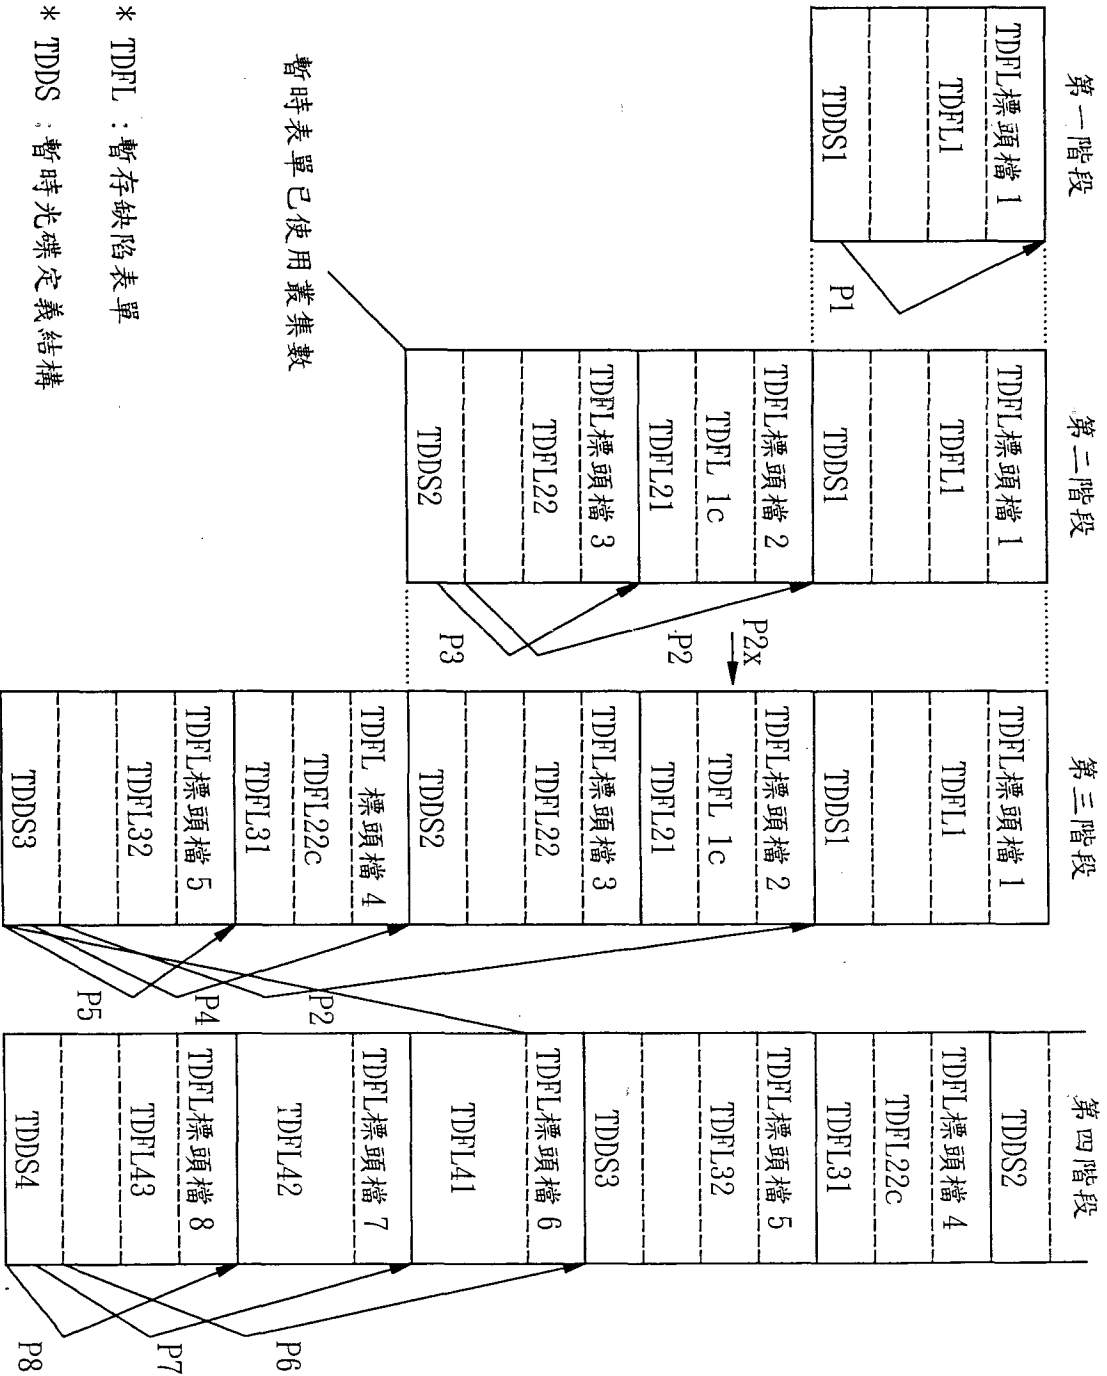 第一階段
TDFL標頭檔 1
TDFL1
TDDS1
P1
第二階段
TDFL標頭檔 1
TDFL1
TDDS1
TDFL標頭檔 2
TDFL 1c
TDFL21
TDFL標頭檔 3
TDFL22
TDDS2
P2x
P2
P3
第三階段
TDFL標頭檔 1
TDFL1
TDDS1
TDFL標頭檔 2
TDFL 1c
TDFL21
TDFL標頭檔 3
TDFL22
TDDS2
TDFL 標頭檔 4
TDFL22c
TDFL31
TDFL標頭檔 5
TDFL32
TDDS3
P2
P4
P5
第四階段
TDDS2
TDFL標頭檔 4
TDFL22c
TDFL31
TDFL標頭檔 5
TDFL32
TDDS3
TDFL標頭檔 6
TDFL41
TDFL標頭檔 7
TDFL42
TDFL標頭檔 8
TDFL43
TDDS4
P6
P7
P8
暫時表單已使用叢集數
* TDFL :暫存缺陷表單
* TDDS :暫時光碟定義結構